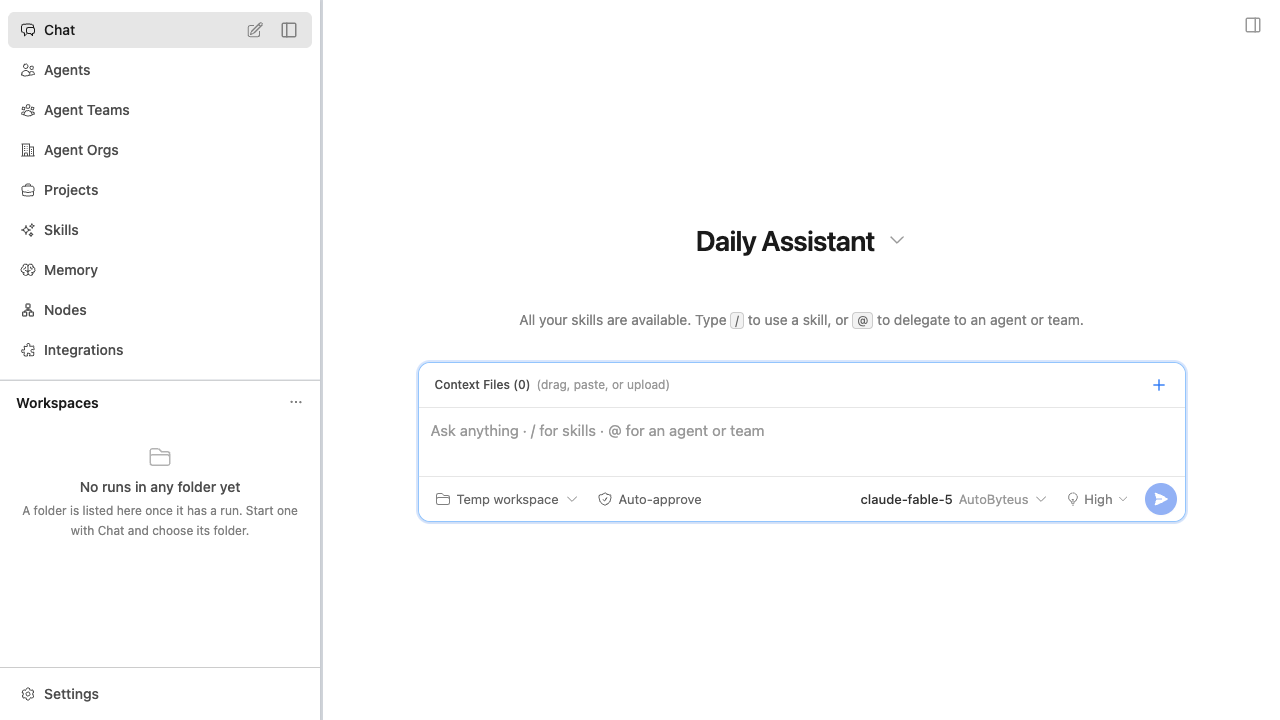 Chat
Agents
Agent Teams
Agent Orgs
Projects
Skills
Memory
Nodes
Integrations
Workspaces
No runs in any folder yet
A folder is listed here once it has a run. Start one
with Chat and choose its folder.
Settings
Daily Assistant
All your skills are available. Type / to use a skill, or @ to delegate to an agent or team.
Context Files (0) (drag, paste, or upload)
Ask anything · / for skills · @ for an agent or team
Temp workspace Auto-approve claude-fable-5 AutoByteus High